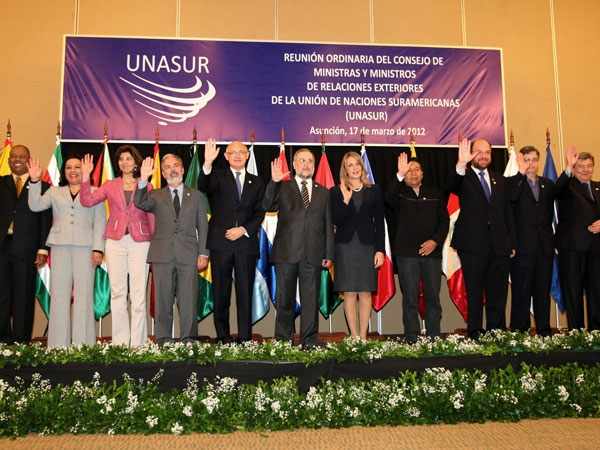 UNASUR
REUNIÓN ORDINARIA DEL CONSEJO DE
MINISTRAS Y MINISTROS
DE RELACIONES EXTERIORES
DE LA UNIÓN DE NACIONES SURAMERICANAS
(UNASUR)
Asunción, 17 de marzo de 2012